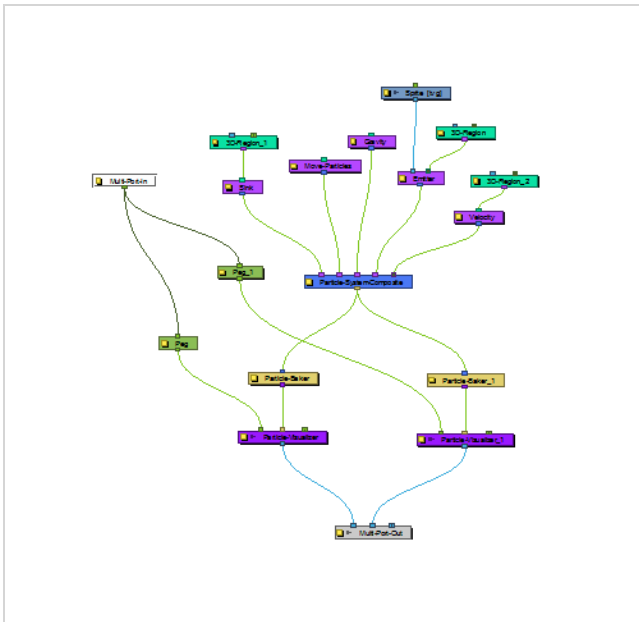 Sprite [tvg]
3D-Region
3D-Region_1
Gravity
Move-Particles
Multi-Port-In
Sink
Emitter
3D-Region_2
Velocity
Peg_1
Particle-SystemComposite
Peg
Particle-Baker
Particle-Baker_1
Particle-Visualizer
Particle-Visualizer_1
Multi-Port-Out